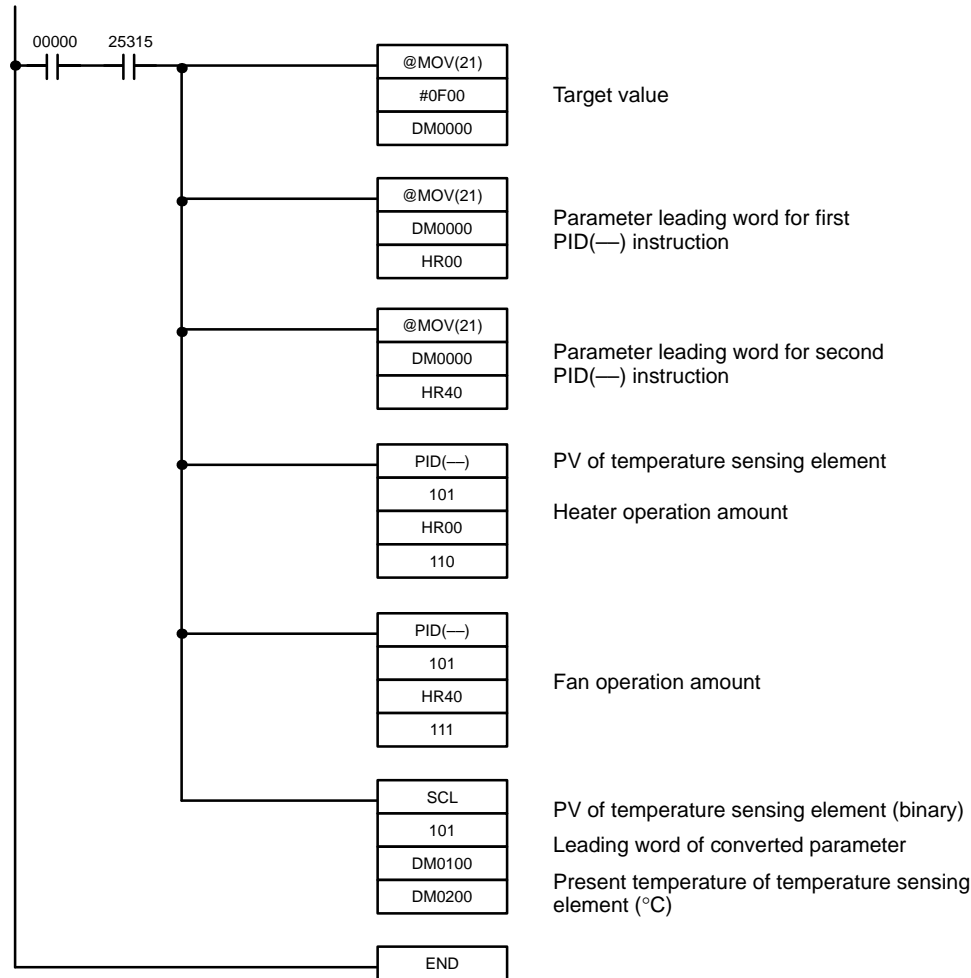 00000 25315
@MOV(21)
#0F00
DM0000
Target value
@MOV(21)
DM0000
HR00
Parameter leading word for first
PID(—) instruction
@MOV(21)
DM0000
HR40
Parameter leading word for second
PID(—) instruction
PID(—)
101
HR00
110
PV of temperature sensing element
Heater operation amount
PID(—)
101
HR40
111
Fan operation amount
SCL
101
DM0100
DM0200
PV of temperature sensing element (binary)
Leading word of converted parameter
Present temperature of temperature sensing
element (°C)
END